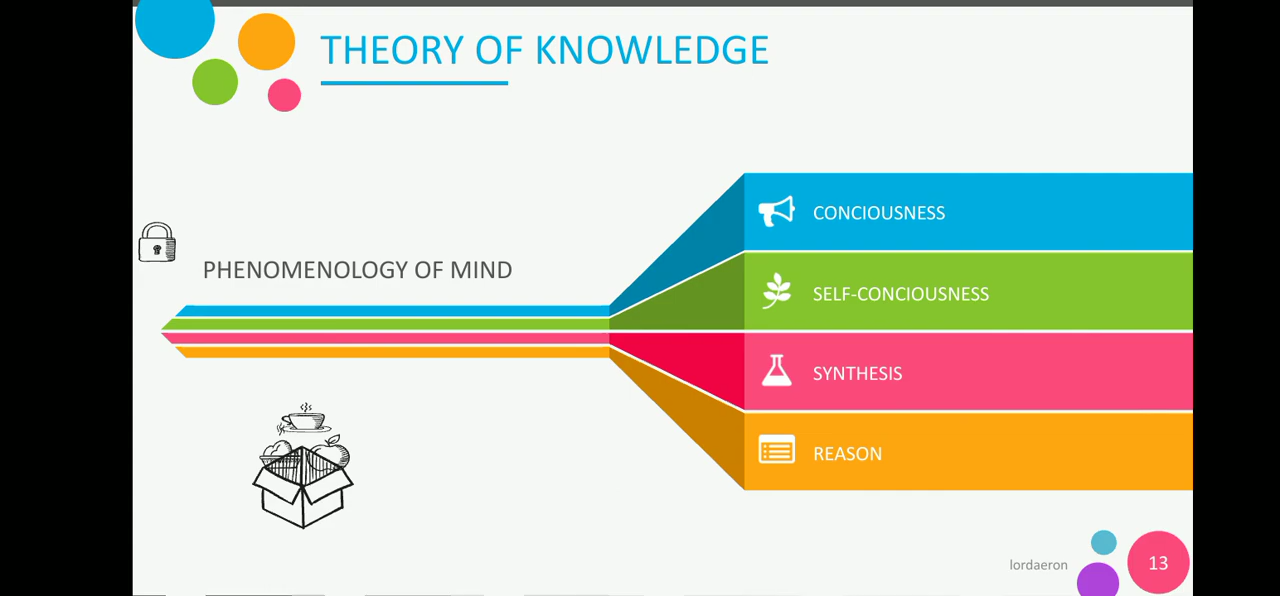 THEORY OF KNOWLEDGE
PHENOMENOLOGY OF MIND
CONCIOUSNESS
SELF-CONCIOUSNESS
SYNTHESIS
REASON
lordaeron
13